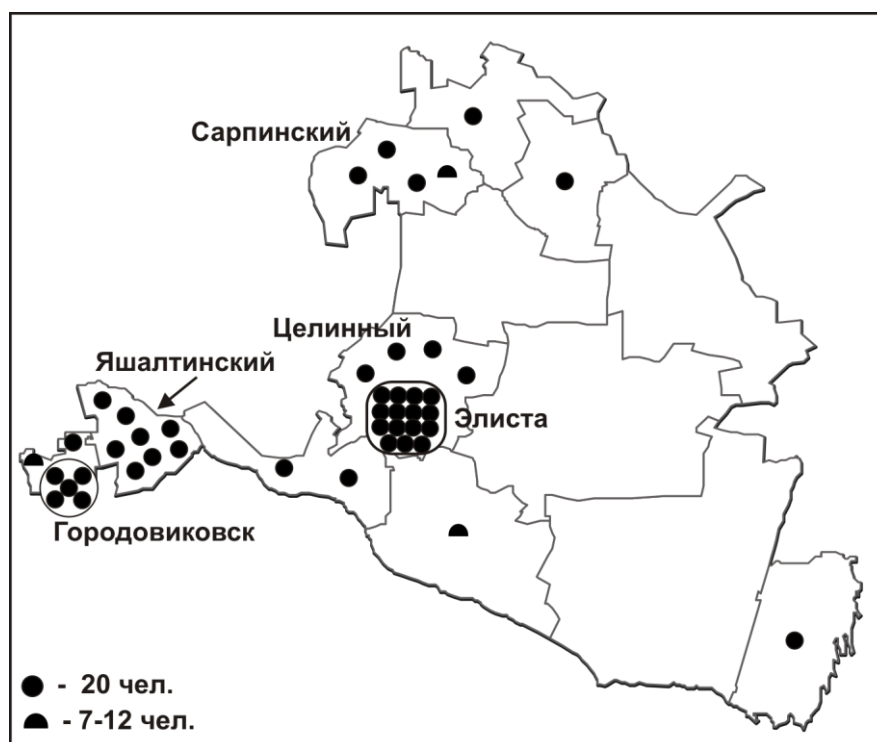 Сарпинский
Целинный
Яшалтинский
Элиста
Городовиковск
- 20 чел.
- 7-12 чел.